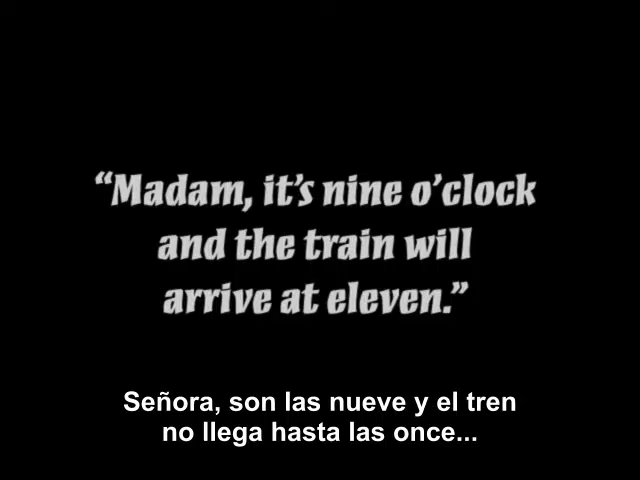 “Madam, it’s nine o’clock
and the train will
arrive at eleven.”
Señora, son las nueve y el tren
no llega hasta las once...